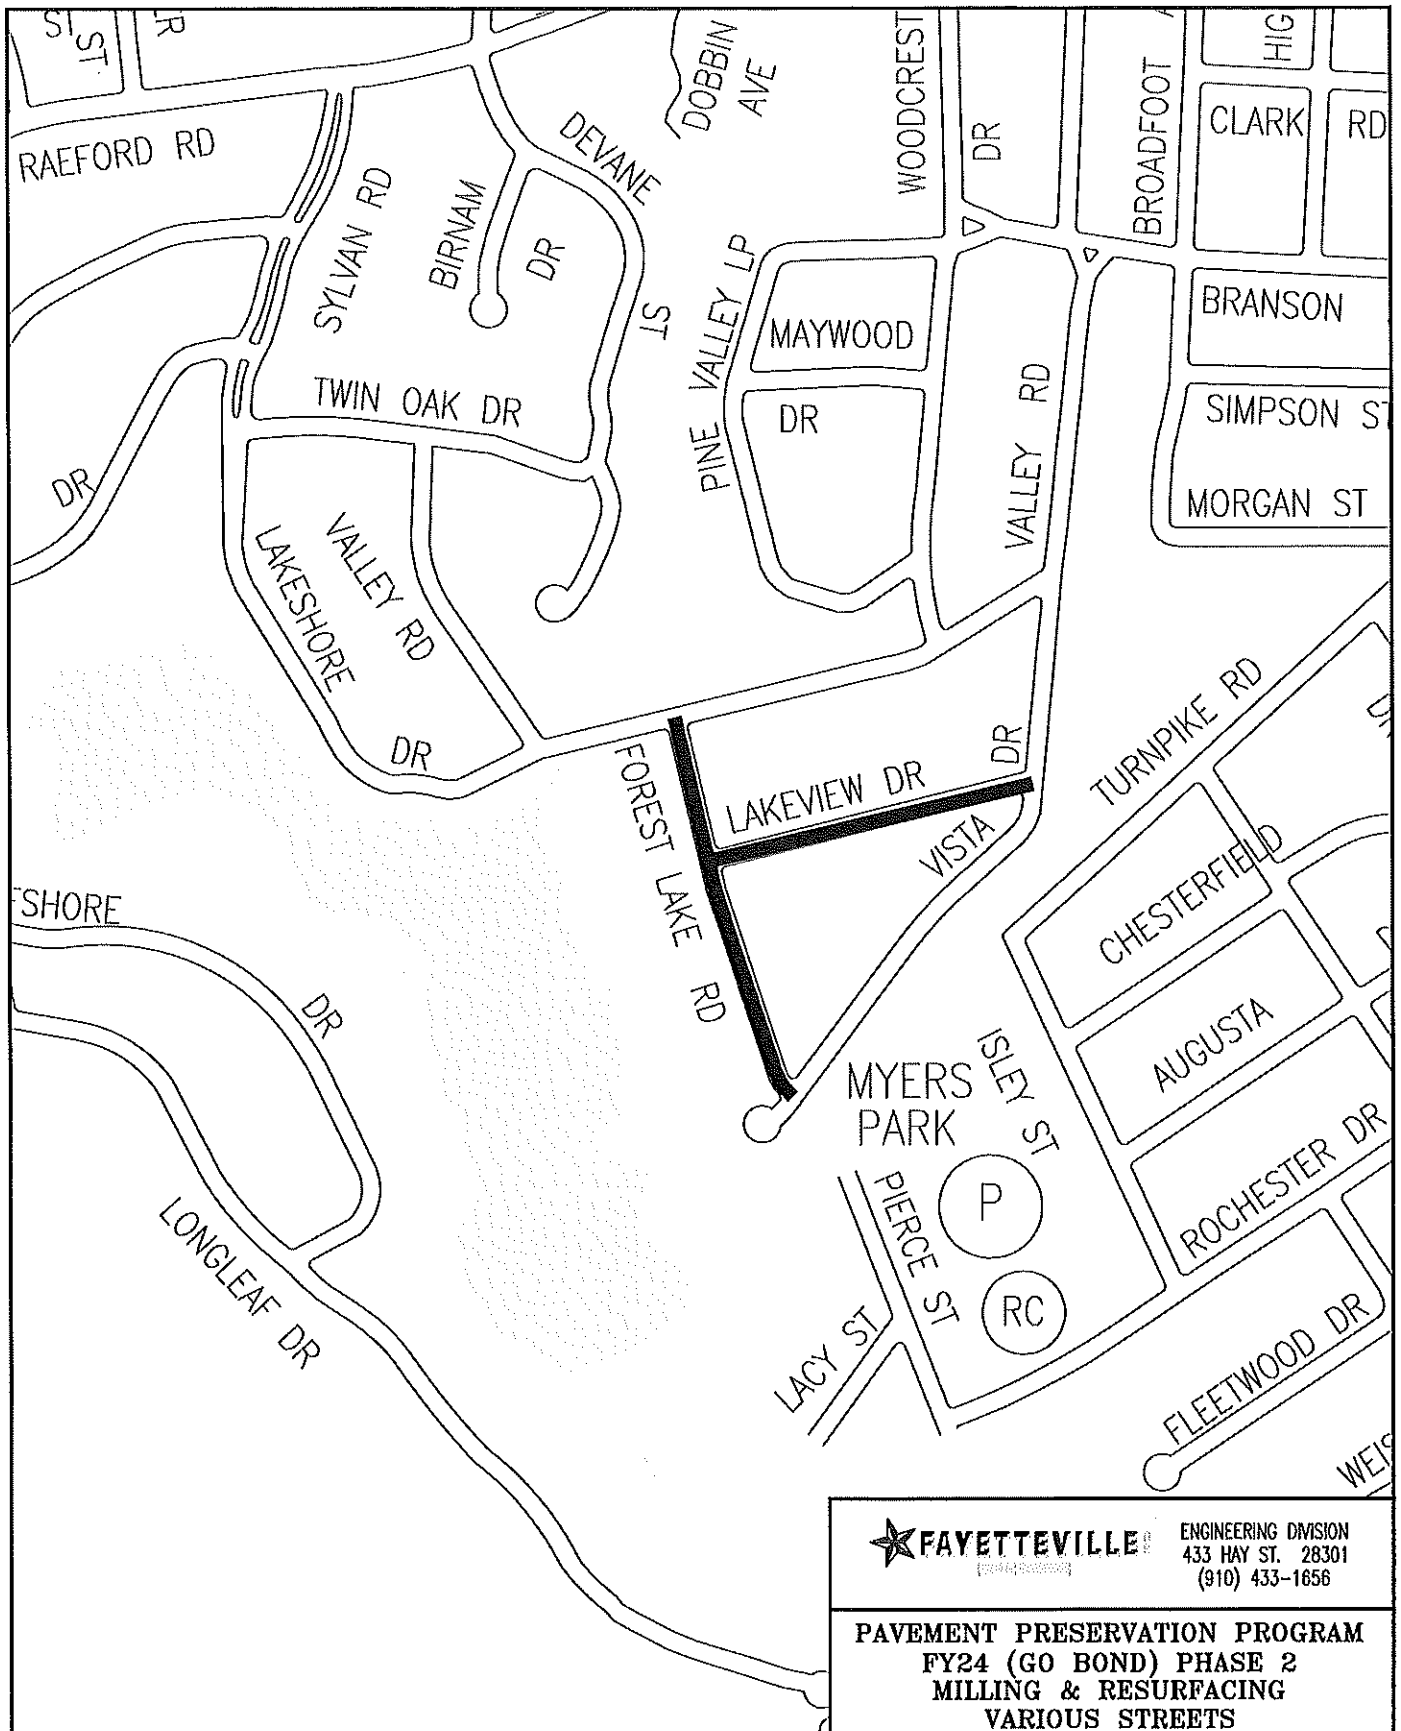 ST
DOBBIN
AVE
WOODCREST
DR
BROADFOOT
CLARK RD
RAEFORD RD
DEVANE
ST
SYLVAN RD
BIRNAM
DR
PINE VALLEY LP
MAYWOOD
DR
BRANSON
TWIN OAK DR
VALLEY RD
SIMPSON ST
MORGAN ST
DR
LAKESHORE
DR
VALLEY RD
TURNPIKE RD
FOREST LAKE RD
LAKEVIEW DR
VISTA
DR
CHESTERFIELD
AUGUSTA
DR
LONGLEAF DR
MYERS
PARK
ISLEY ST
PIERCE ST
P
RC
ROCHESTER DR
LACY ST
FLEETWOOD DR
FAYETTEVILLE
ENGINEERING DIVISION
433 HAY ST. 28301
(910) 433-1656
PAVEMENT PRESERVATION PROGRAM
FY24 (GO BOND) PHASE 2
MILLING & RESURFACING
VARIOUS STREETS